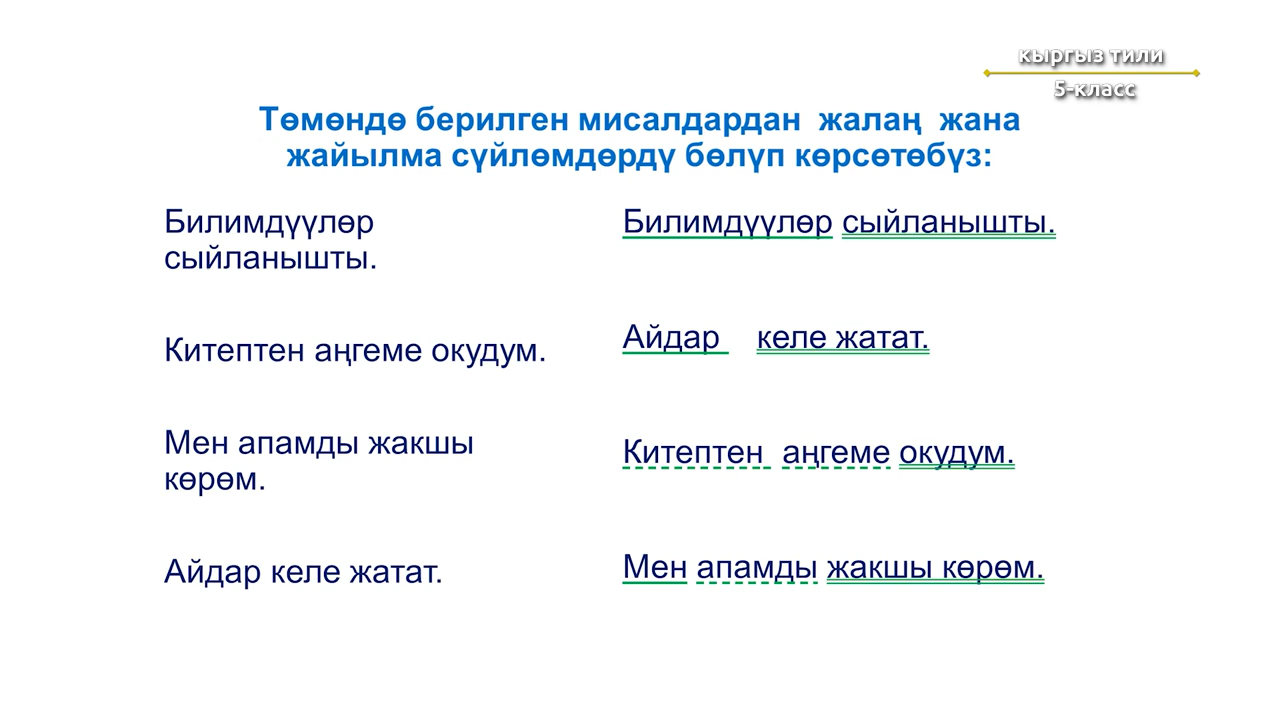 кыргыз тили
5-класс
Төмөндө берилген мисалдардан жалаң жана
жайылма сүйлөмдөрдү бөлүп көрсөтөбүз:
Билимдүүлөр
сыйланышты.
Китептен аңгеме окудум.
Мен апамды жакшы
көрөм.
Айдар келе жатат.
Билимдүүлөр сыйланышты.
Айдар келе жатат.
Китептен аңгеме окудум.
Мен апамды жакшы көрөм.